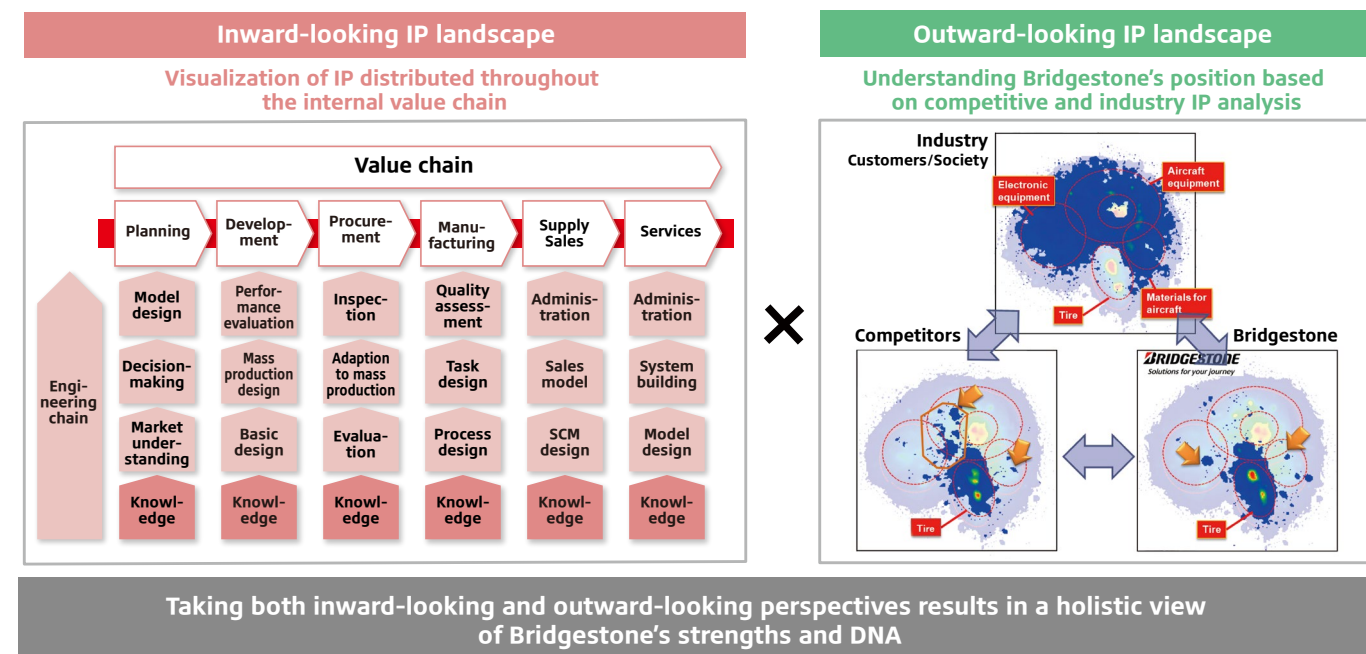 Inward-looking IP landscape
Visualization of IP distributed throughout
the internal value chain
Value chain
Planning
Develop-
ment
Procure-
ment
Manu-
facturing
Supply
Sales
Services
Engi-
neering
chain
Model
design
Perfor-
mance
evaluation
Inspec-
tion
Quality
assess-
ment
Adminis-
tration
Adminis-
tration
Decision-
making
Mass
production
design
Adaption
to mass
production
Task
design
Sales
model
System
building
Market
under-
standing
Basic
design
Evalua-
tion
Process
design
SCM
design
Model
design
Knowl-
edge
Knowl-
edge
Knowl-
edge
Knowl-
edge
Knowl-
edge
Knowl-
edge
×
Outward-looking IP landscape
Understanding Bridgestone’s position based
on competitive and industry IP analysis
Industry
Customers/Society
Electronic
equipment
Aircraft
equipment
Materials for
aircraft
Tire
Competitors
Tire
Bridgestone
BRIDGESTONE
Solutions for your journey
Tire
Taking both inward-looking and outward-looking perspectives results in a holistic view
of Bridgestone’s strengths and DNA